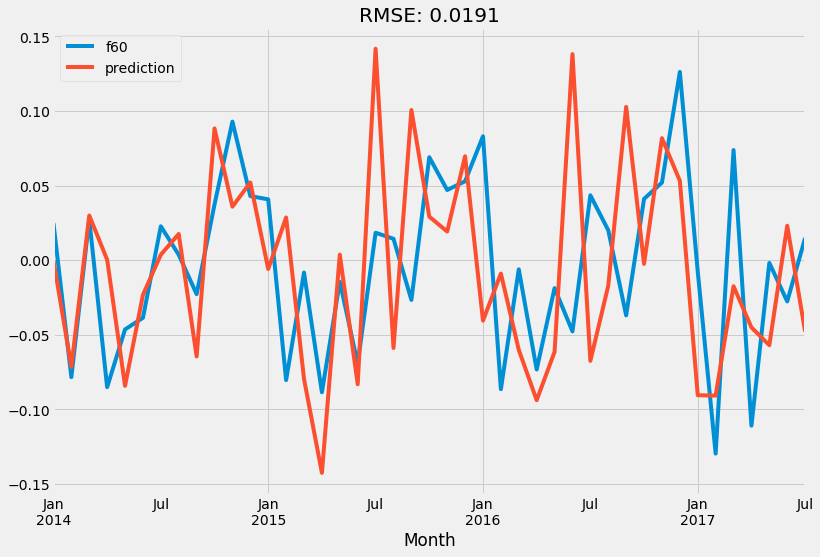 RMSE: 0.0191
f60
prediction
0.15
0.10
0.05
0.00
−0.05
−0.10
−0.15
Jan Jul Jan Jul Jan Jul Jan Jul
2014 2015 2016 2017
Month